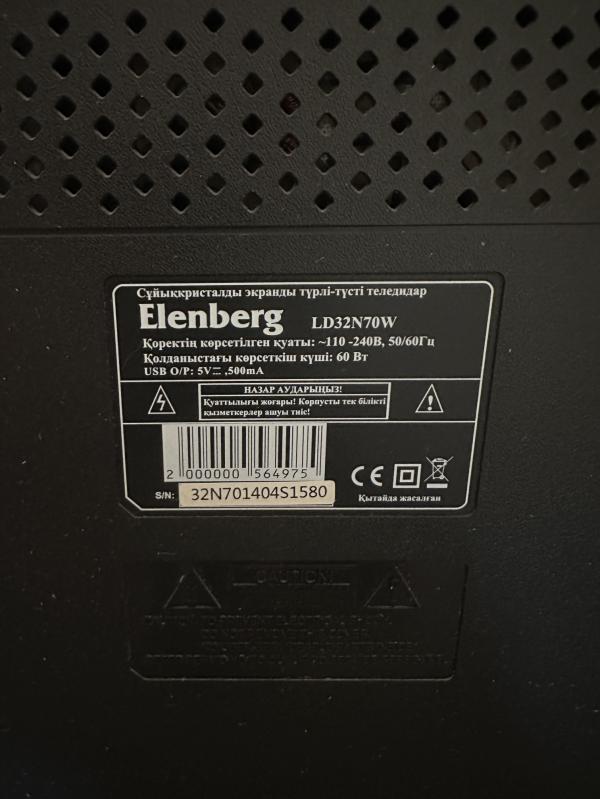 Сұйыққристалды экранды түрлі-түсті теледидар
Elenberg LD32N70W
Қоректің көрсетілген қуаты: ~110 -240В, 50/60Гц
Қолданыстағы көрсеткіш күші: 60 Вт
USB O/P: 5V⎓ ,500mA
НАЗАР АУДАРЫҢЫЗ!
Қуаттылығы жоғары! Корпусты тек білікті
қызметкерлер ашуы тиіс!
2 000000 564975
S/N: 32N701404S1580
CE
Қытайда жасалған
CAUTION